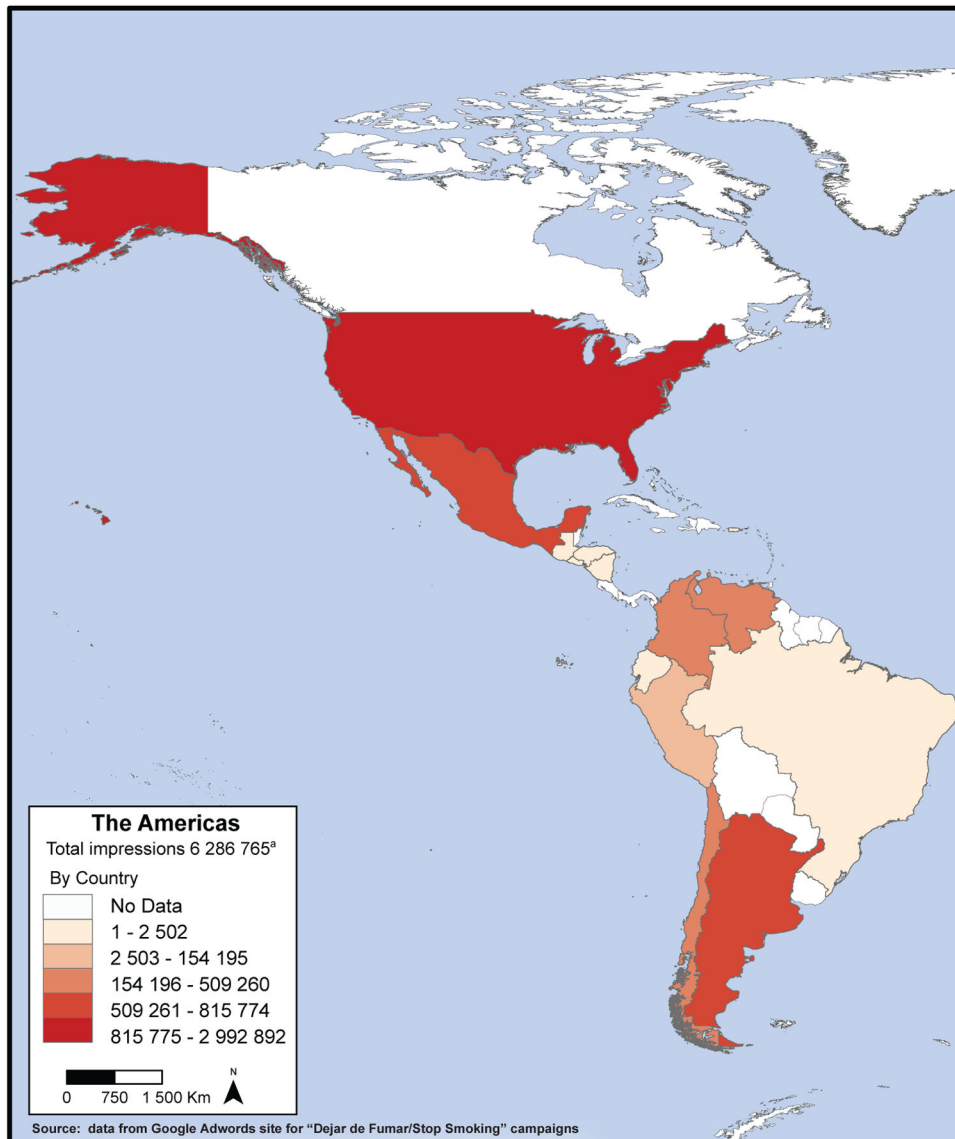 The Americas
Total impressions 6 286 765ª
By Country
No Data
1 - 2 502
2 503 - 154 195
154 196 - 509 260
509 261 - 815 774
815 775 - 2 992 892
N
0 750 1 500 Km
Source: data from Google Adwords site for “Dejar de Fumar/Stop Smoking” campaigns